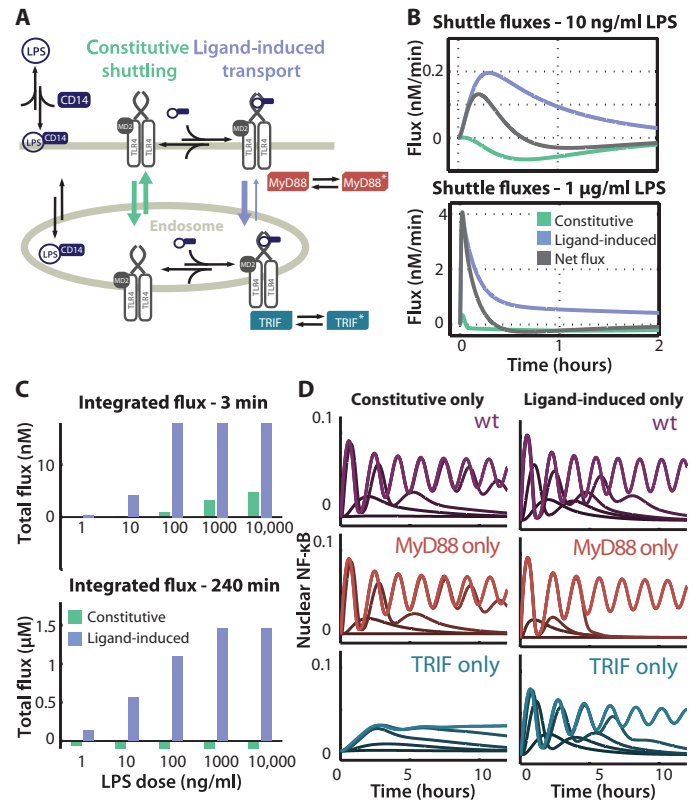 A
LPS
CD14
LPS CD14
Constitutive
shuttling
Ligand-induced
transport
MD2
TLR4
TLR4
MD2
TLR4
TLR4
MyD88
MyD88*
Endosome
LPS CD14
MD2
TLR4
TLR4
MD2
TLR4
TLR4
TRIF
TRIF*
B
Shuttle fluxes - 10 ng/ml LPS
Flux (nM/min)
0.2
0
Shuttle fluxes - 1 µg/ml LPS
Flux (nM/min)
4
2
0
Constitutive
Ligand-induced
Net flux
0 1 2
Time (hours)
C
Integrated flux - 3 min
Total flux (nM)
10
0
1 10 100 1000 10,000
Integrated flux - 240 min
Total flux (µM)
1.5
1
0.5
0
Constitutive
Ligand-induced
1 10 100 1000 10,000
LPS dose (ng/ml)
D
Constitutive only
Ligand-induced only
Nuclear NF-κB
0.1
0
wt
wt
0.1
0
MyD88 only
MyD88 only
0.1
0
TRIF only
TRIF only
0 5 10
0 5 10
Time (hours)
Time (hours)